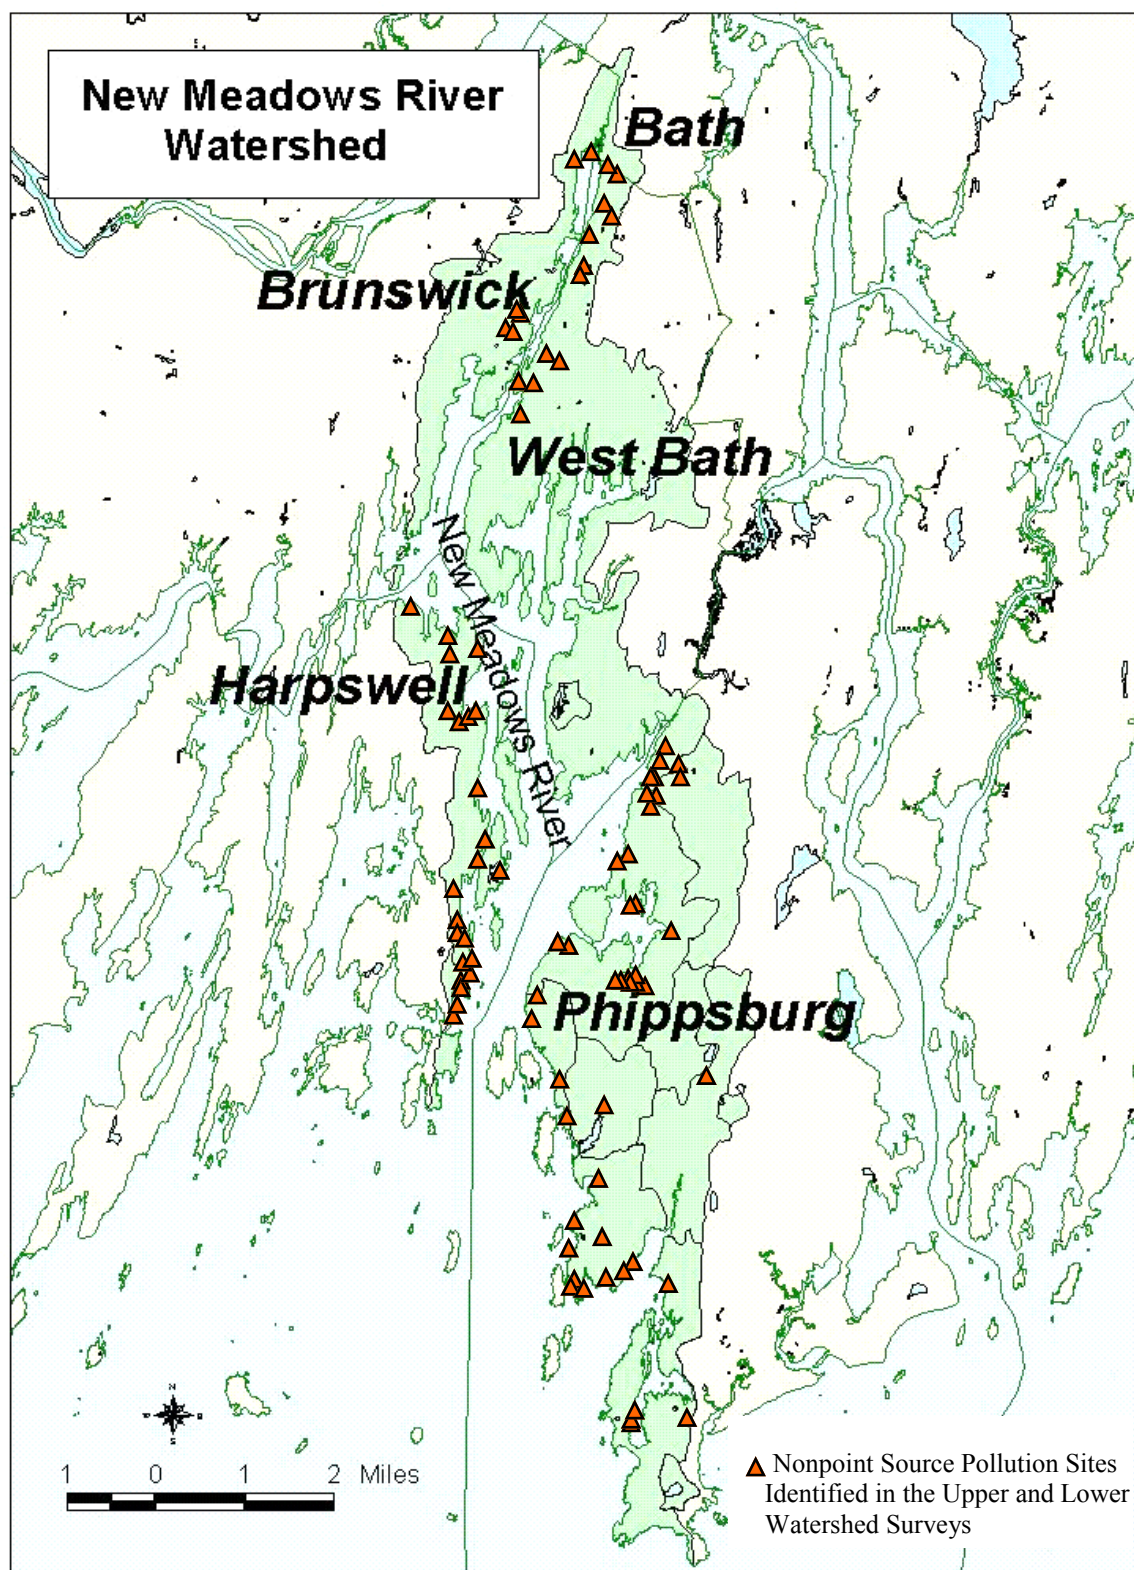 New Meadows River
Watershed
Bath
Brunswick
West Bath
New Meadows River
Harpswell
Phippsburg
N
S
1 0 1 2 Miles
Nonpoint Source Pollution Sites
Identified in the Upper and Lower
Watershed Surveys